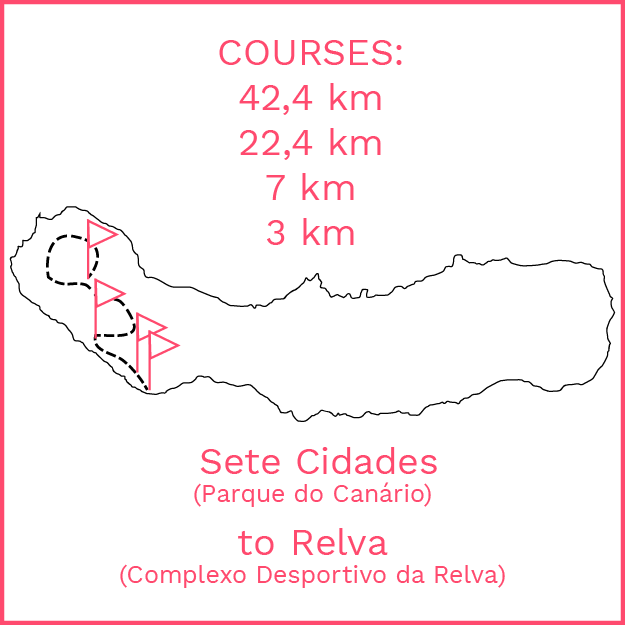 COURSES:
42,4 km
22,4 km
7 km
3 km
Sete Cidades
(Parque do Canário)
to Relva
(Complexo Desportivo da Relva)